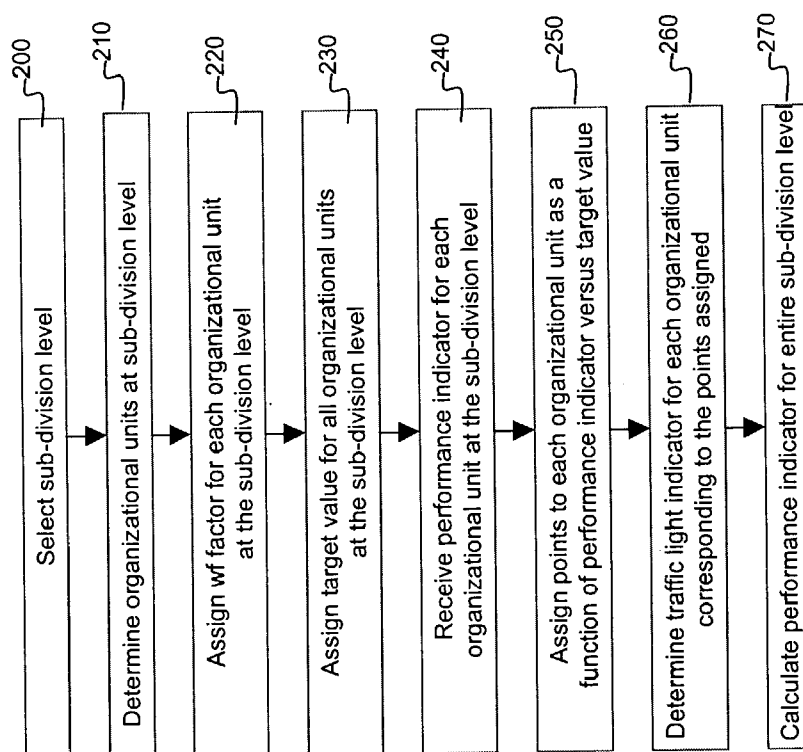 200
Select sub-division level
210
Determine organizational units at sub-division level
220
Assign wf factor for each organizational unit
at the sub-division level
230
Assign target value for all organizational units
at the sub-division level
240
Receive performance indicator for each
organizational unit at the sub-division level
250
Assign points to each organizational unit as a
function of performance indicator versus target value
260
Determine traffic light indicator for each organizational unit
corresponding to the points assigned
270
Calculate performance indicator for entire sub-division level